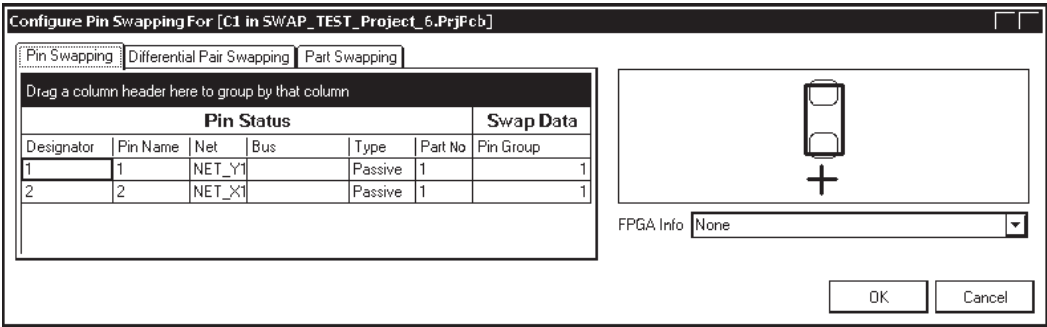 Configure Pin Swapping For [C1 in SWAP_TEST_Project_6.PrjPcb]
Pin Swapping Differential Pair Swapping Part Swapping
Drag a column header here to group by that column
Pin Status Swap Data
Designator Pin Name Net Bus Type Part No Pin Group
1 1 NET_Y1 Passive 1 1
2 2 NET_X1 Passive 1 1
FPGA Info None
OK Cancel